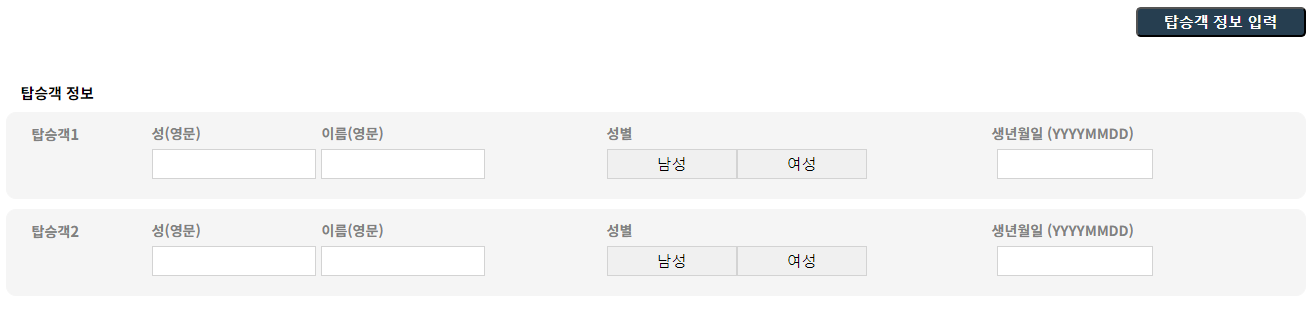 탑승객 정보 입력
탑승객 정보
탑승객1 성(영문) 이름(영문) 성별 생년월일 (YYYYMMDD)
남성 여성
탑승객2 성(영문) 이름(영문) 성별 생년월일 (YYYYMMDD)
남성 여성